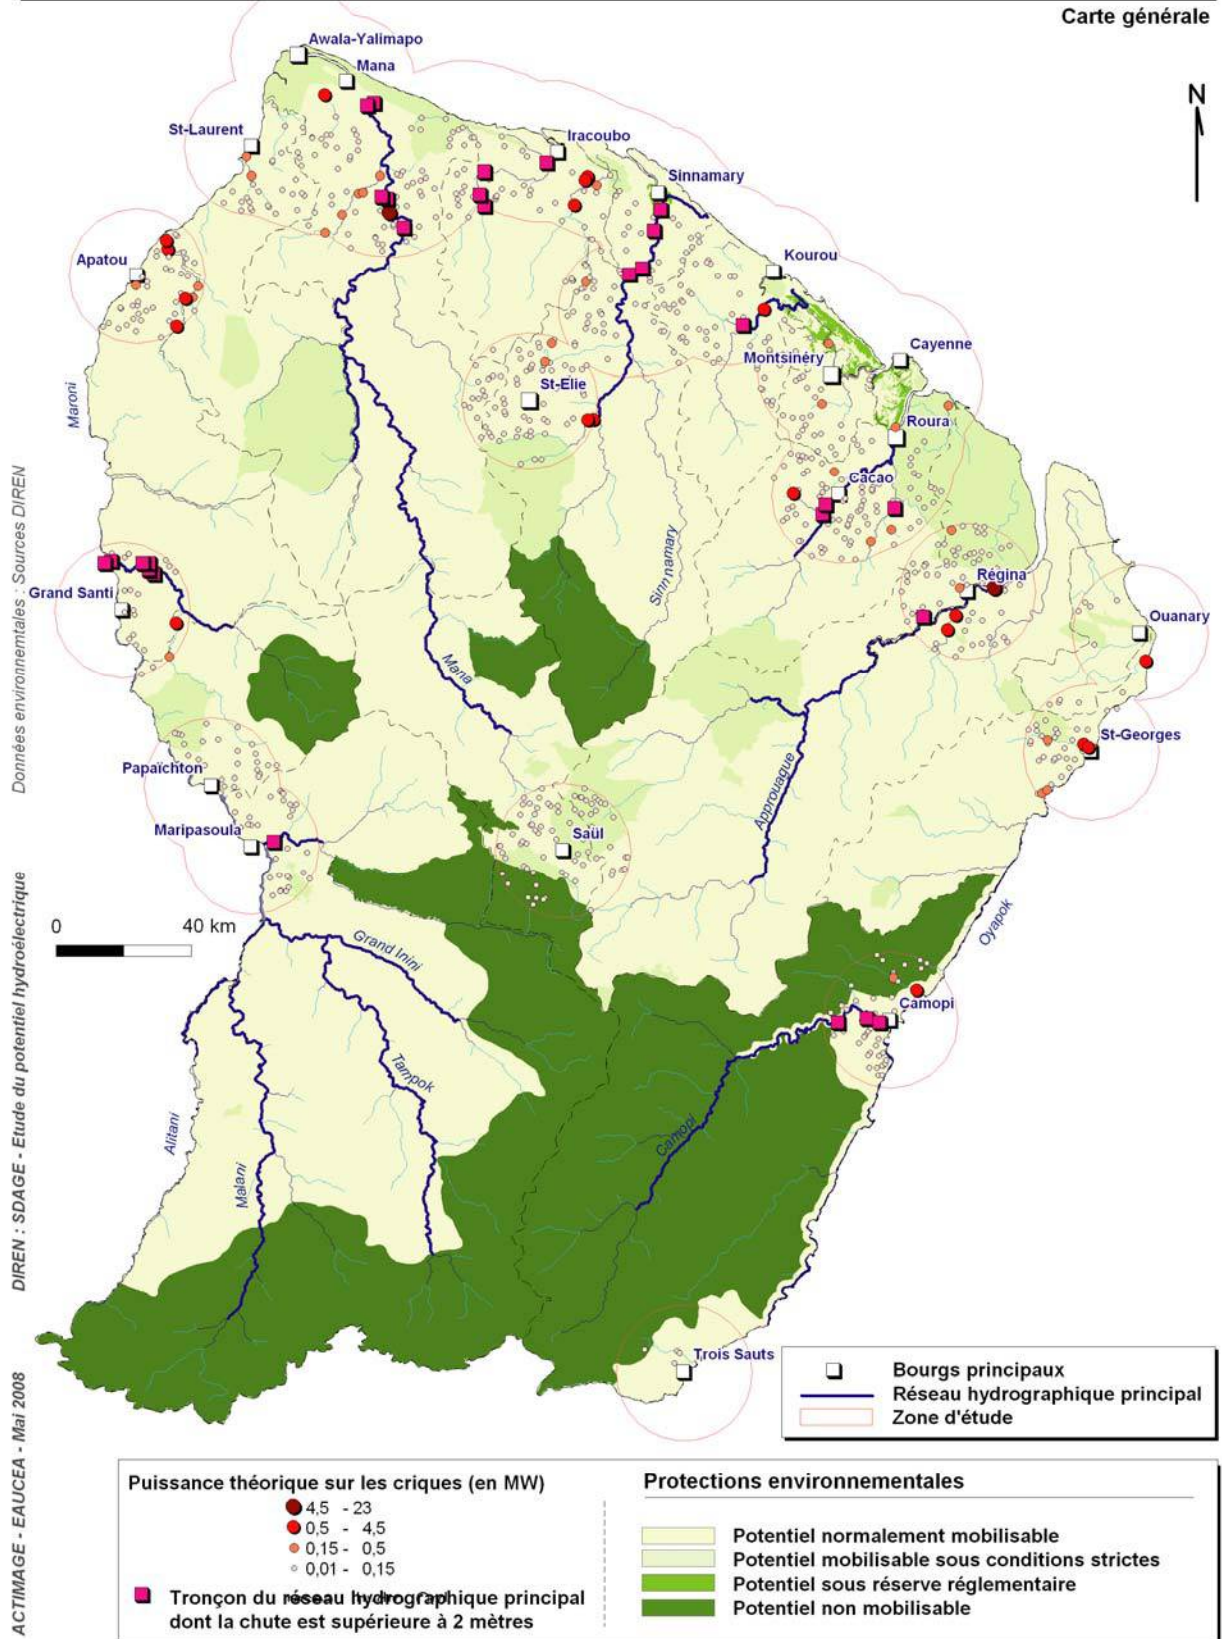 Carte générale
N
Awala-Yalimapo
Mana
St-Laurent
Iracoubo
Sinnamary
Apatou
Kourou
Montsinéry
Cayenne
St-Elie
Maroni
Roura
Cacao
Sinnamary
Régina
Grand Santi
Ouanary
Mana
St-Georges
Papaïchton
Approuague
Maripasoula
Saül
0 40 km
Grand Inini
Oyapok
Camopi
Tampok
Camopi
Alitani
Malani
Trois Sauts
Données environnementales : Sources DIREN
DIREN : SDAGE - Etude du potentiel hydroélectrique
ACTIMAGE - EAUCEA - Mai 2008
Bourgs principaux
Réseau hydrographique principal
Zone d'étude
Puissance théorique sur les criques (en MW)
4,5 - 23
0,5 - 4,5
0,15 - 0,5
0,01 - 0,15
Tronçon du réseau hydrographique principal
dont la chute est supérieure à 2 mètres
Protections environnementales
Potentiel normalement mobilisable
Potentiel mobilisable sous conditions strictes
Potentiel sous réserve réglementaire
Potentiel non mobilisable